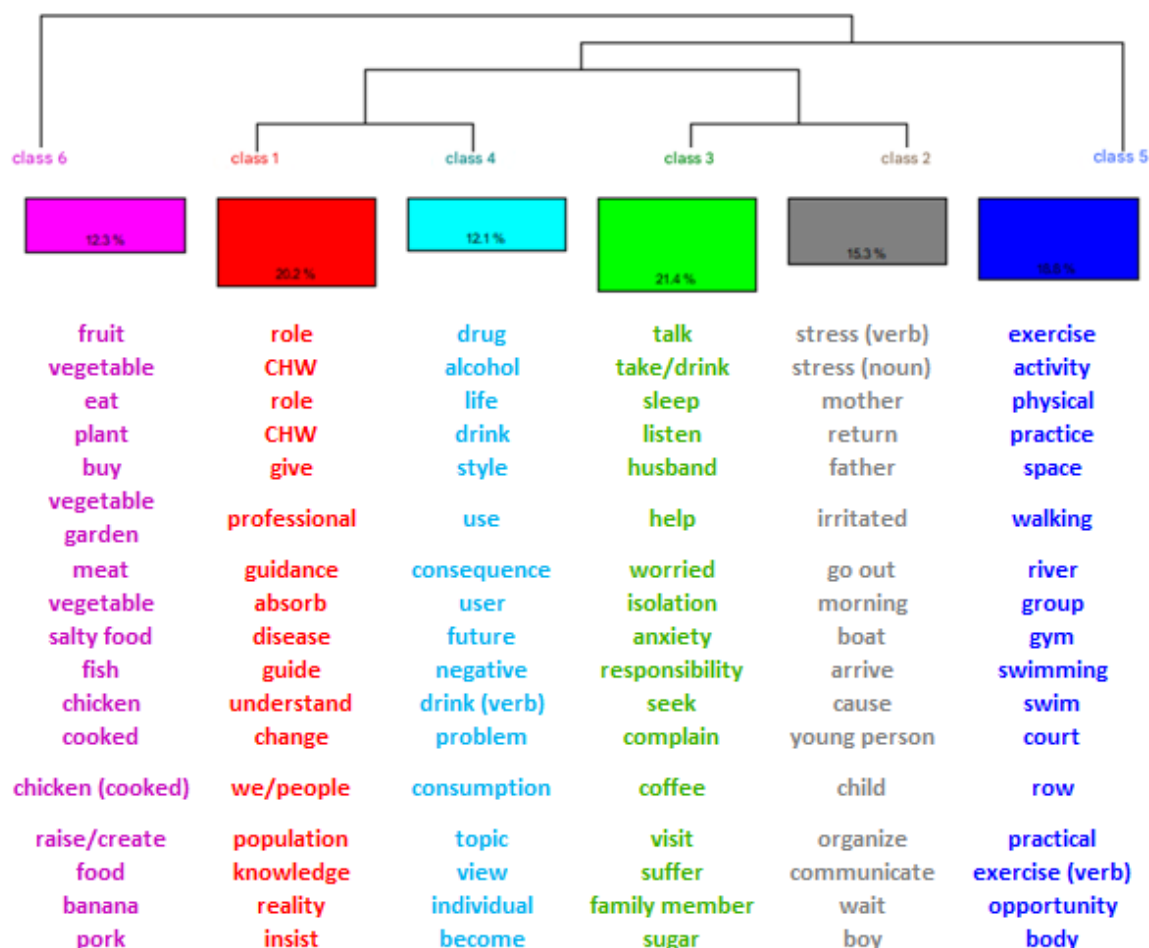 class 6 class 1 class 4 class 3 class 2 class 5
12.3 % 20.2 % 12.1 % 21.4 % 15.3 %
fruit role drug talk stress (verb) exercise
vegetable CHW alcohol take/drink stress (noun) activity
eat role life sleep mother physical
plant CHW drink listen return practice
buy give style husband father space
vegetable
garden professional use help irritated walking
meat guidance consequence worried go out river
vegetable absorb user isolation morning group
salty food disease future anxiety boat gym
fish guide negative responsibility arrive swimming
chicken understand drink (verb) seek cause swim
cooked change problem complain young person court
chicken (cooked) we/people consumption coffee child row
raise/create population topic visit organize practical
food knowledge view suffer communicate exercise (verb)
banana reality individual family member wait opportunity
pork insist become sugar boy body